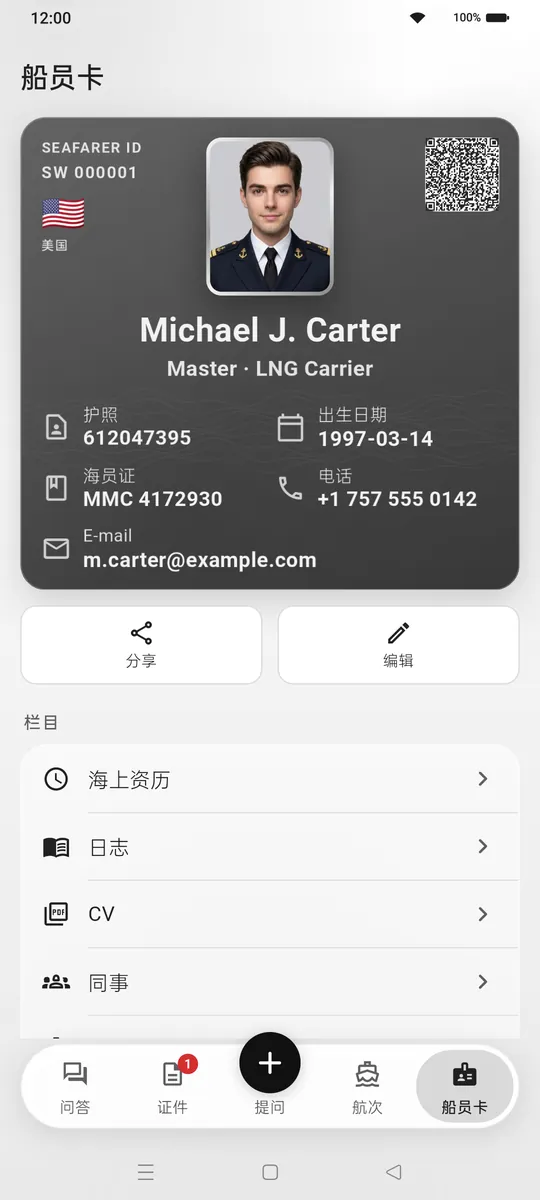 12:00
100%
船员卡
SEAFARER ID
SW 000001
美国
Michael J. Carter
Master · LNG Carrier
护照
612047395
出生日期
1997-03-14
海员证
MMC 4172930
电话
+1 757 555 0142
E-mail
m.carter@example.com
分享
编辑
栏目
海上资历
日志
PDF
CV
同事
问答
1
证件
提问
航次
船员卡